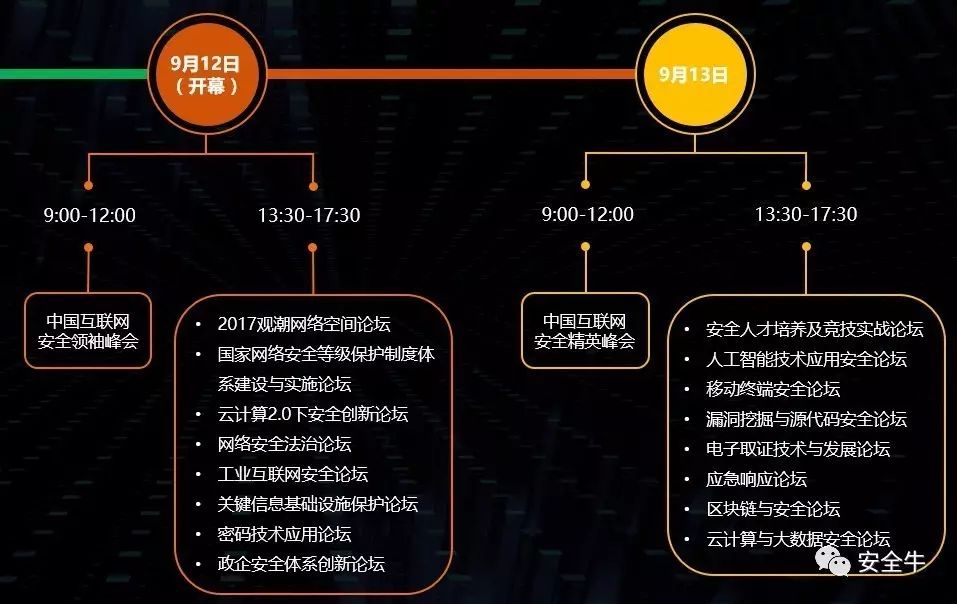 9月12日
（开幕）
9月13日
9:00-12:00
13:30-17:30
9:00-12:00
13:30-17:30
中国互联网
安全领袖峰会
• 2017观潮网络空间论坛
• 国家网络安全等级保护制度体
系建设与实施论坛
• 云计算2.0下安全创新论坛
• 网络安全法治论坛
• 工业互联网安全论坛
• 关键信息基础设施保护论坛
• 密码技术应用论坛
• 政企安全体系创新论坛
中国互联网
安全精英峰会
• 安全人才培养及竞技实战论坛
• 人工智能技术应用安全论坛
• 移动终端安全论坛
• 漏洞挖掘与源代码安全论坛
• 电子取证技术与发展论坛
• 应急响应论坛
• 区块链与安全论坛
• 云计算与大数据安全论坛
安全牛